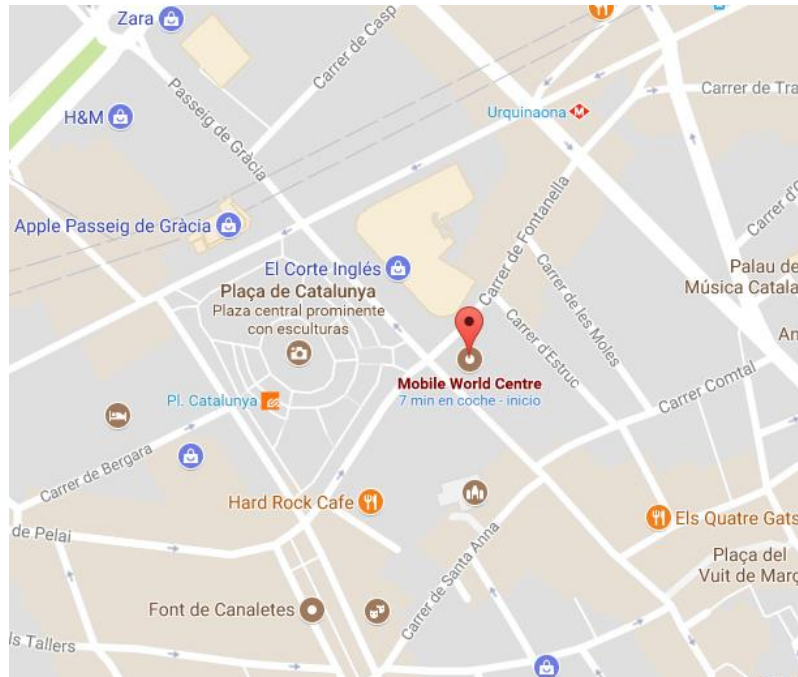 Zara
Carrer de Casp
Passeig de Gràcia
H&M
Urquinaona
M
Carrer de Tra
Apple Passeig de Gràcia
Carrer de Fontanella
Carrer d'
El Corte Inglés
Plaça de Catalunya
Plaza central prominente
con esculturas
Carrer de les Moles
Palau de
Música Catala
Carrer d'Estruc
An
Mobile World Centre
7 min en coche - inicio
Pl. Catalunya
Carrer Comtal
Carrer de Bergara
Hard Rock Cafe
Els Quatre Gats
de Pelai
Carrer de Santa Anna
Plaça del
Vuit de Març
Font de Canaletes
ls Tallers